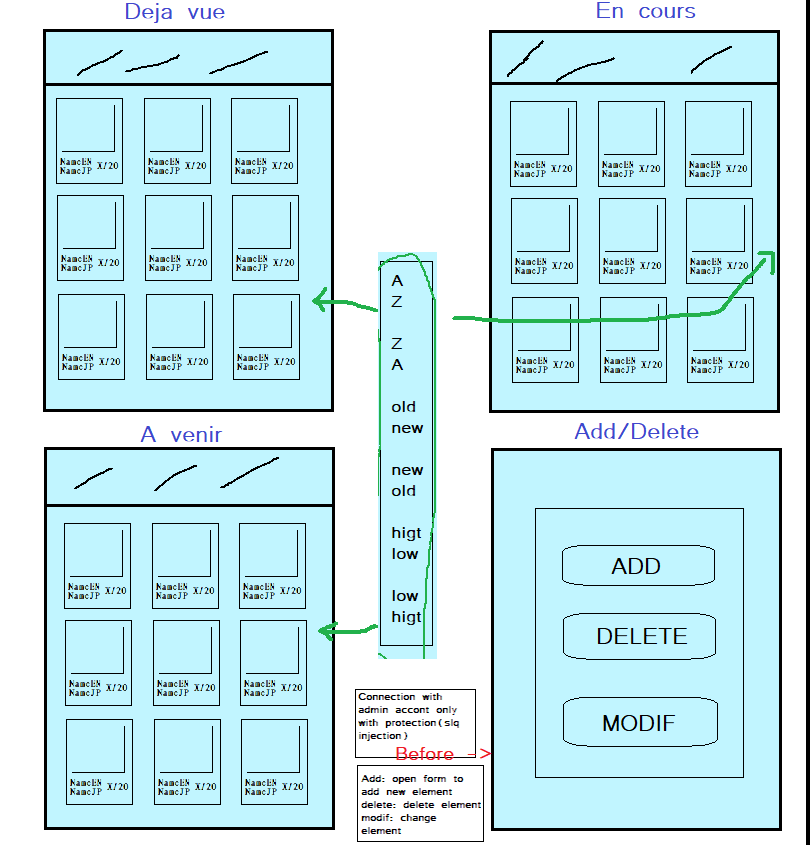 Deja vue
NameEN
NameJP X/20
NameEN
NameJP X/20
NameEN
NameJP X/20
NameEN
NameJP X/20
NameEN
NameJP X/20
NameEN
NameJP X/20
NameEN
NameJP X/20
NameEN
NameJP X/20
NameEN
NameJP X/20
En cours
NameEN
NameJP X/20
NameEN
NameJP X/20
NameEN
NameJP X/20
NameEN
NameJP X/20
NameEN
NameJP X/20
NameEN
NameJP X/20
NameEN
NameJP X/20
NameEN
NameJP X/20
NameEN
NameJP X/20
A
Z
Z
A
old
new
new
old
higt
low
low
higt
A venir
NameEN
NameJP X/20
NameEN
NameJP X/20
NameEN
NameJP X/20
NameEN
NameJP X/20
NameEN
NameJP X/20
NameEN
NameJP X/20
NameEN
NameJP X/20
NameEN
NameJP X/20
NameEN
NameJP X/20
Add/Delete
ADD
DELETE
MODIF
Connection with
admin accont only
with protection(slq
injection)
Before ->
Add: open form to
add new element
delete: delete element
modif: change
element